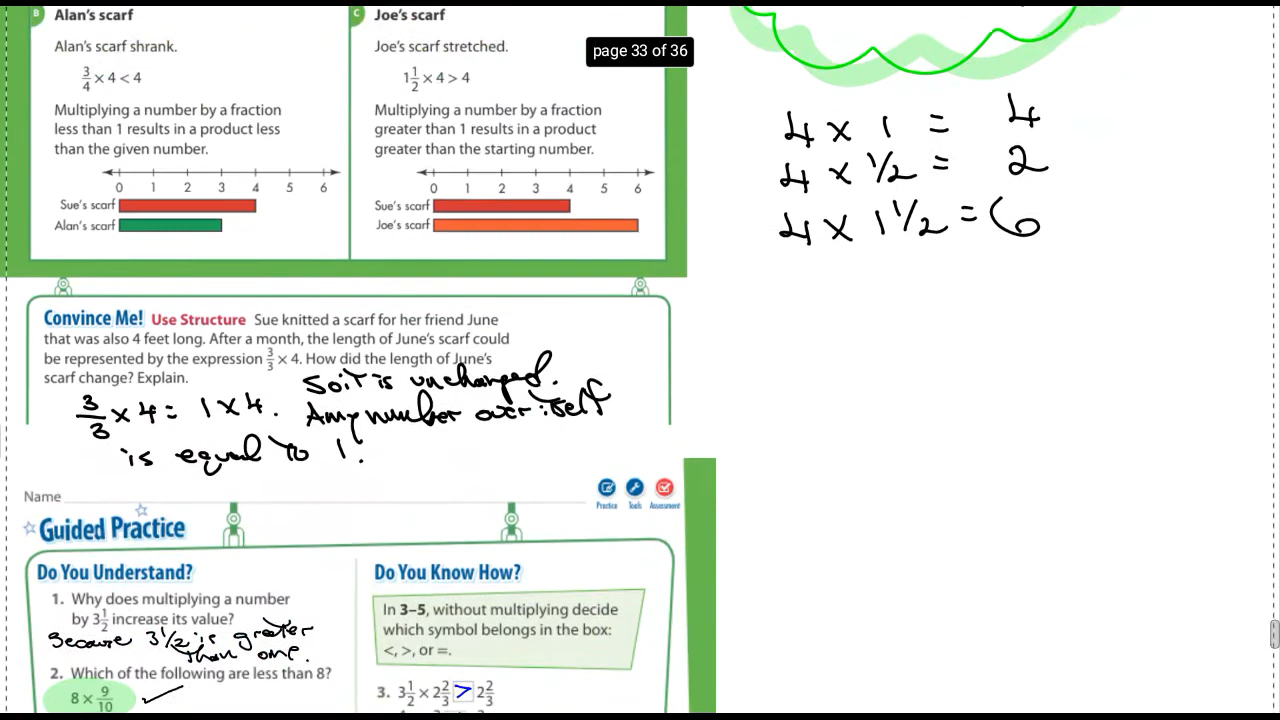 B Alan's scarf
Alan's scarf shrank.
3/4 × 4 < 4
Multiplying a number by a fraction
less than 1 results in a product less
than the given number.
0 1 2 3 4 5 6
Sue's scarf
Alan's scarf
C Joe's scarf
Joe's scarf stretched.
1 1/2 × 4 > 4
Multiplying a number by a fraction
greater than 1 results in a product
greater than the starting number.
0 1 2 3 4 5 6
Sue's scarf
Joe's scarf
page 33 of 36
4 × 1 = 4
4 × 1/2 = 2
4 × 1 1/2 = 6
Convince Me! Use Structure Sue knitted a scarf for her friend June
that was also 4 feet long. After a month, the length of June's scarf could
be represented by the expression 3/3 × 4. How did the length of June's
scarf change? Explain.
3/3 × 4 = 1 × 4. So it is unchanged.
Any number over itself
is equal to 1.
Name
Practice Tools Assessment
Guided Practice
Do You Understand?
1. Why does multiplying a number
by 3 1/2 increase its value?
Because 3 1/2 is greater
than one.
2. Which of the following are less than 8?
8 × 9/10 ✓
Do You Know How?
In 3–5, without multiplying decide
which symbol belongs in the box:
<, >, or =.
3. 3 1/2 × 2 2/3 > 2 2/3